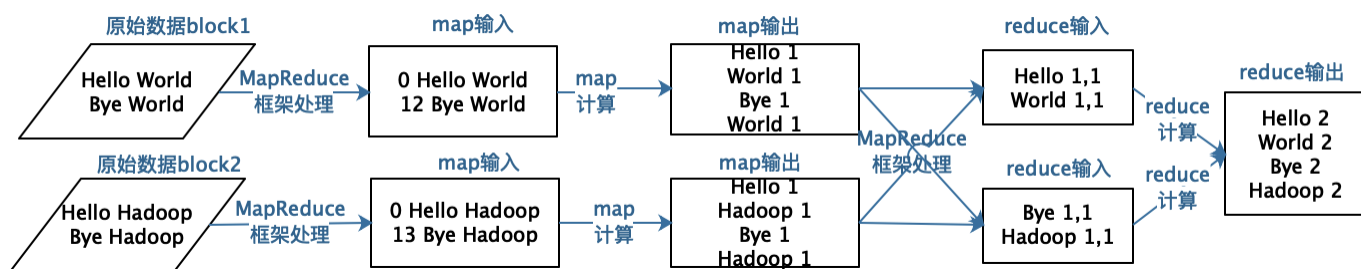 原始数据block1
Hello World
Bye World
MapReduce
框架处理
map输入
0 Hello World
12 Bye World
map
计算
map输出
Hello 1
World 1
Bye 1
World 1
原始数据block2
Hello Hadoop
Bye Hadoop
MapReduce
框架处理
map输入
0 Hello Hadoop
13 Bye Hadoop
map
计算
map输出
Hello 1
Hadoop 1
Bye 1
Hadoop 1
MapReduce
框架处理
reduce输入
Hello 1,1
World 1,1
reduce
计算
reduce输入
Bye 1,1
Hadoop 1,1
reduce
计算
reduce输出
Hello 2
World 2
Bye 2
Hadoop 2